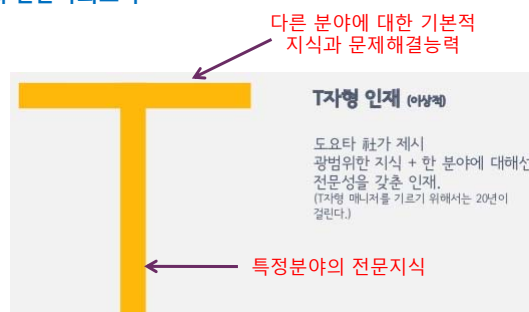 다른 분야에 대한 기본적
지식과 문제해결능력
T자형 인재 (이상적)
도요타 社가 제시
광범위한 지식 + 한 분야에 대해선
전문성을 갖춘 인재.
(T자형 매니저를 기르기 위해서는 20년이
걸린다.)
특정분야의 전문지식